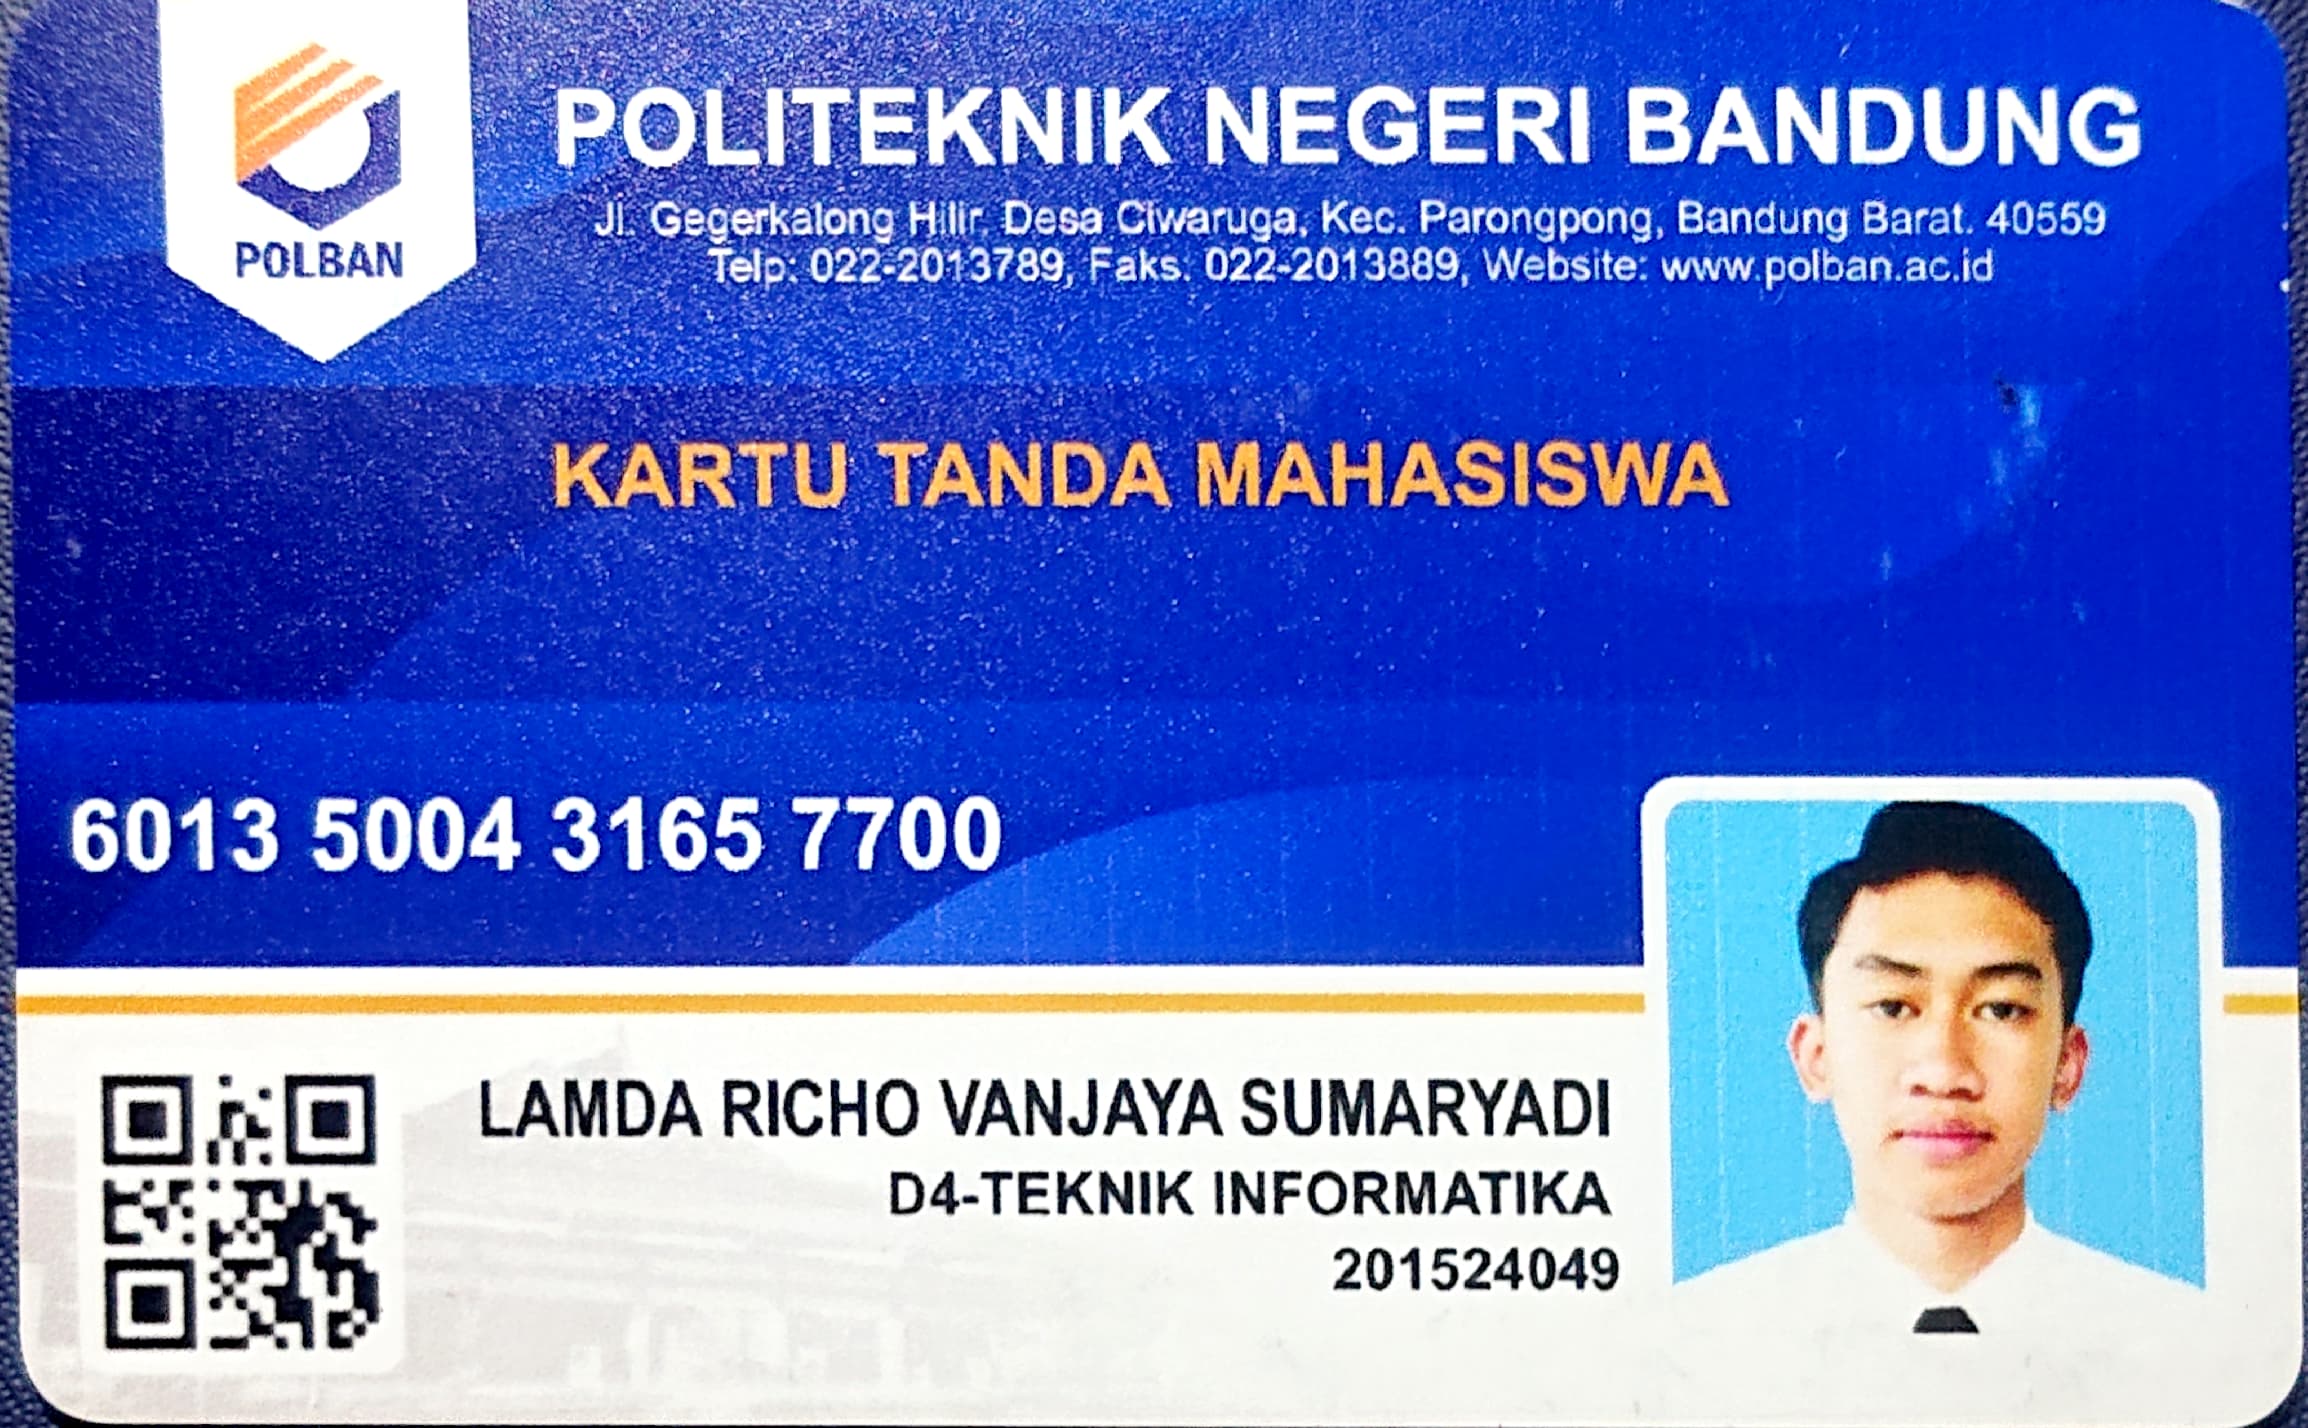 POLBAN
POLITEKNIK NEGERI BANDUNG
Jl. Gegerkalong Hilir, Desa Ciwaruga, Kec. Parongpong, Bandung Barat. 40559
Telp: 022-2013789, Faks: 022-2013889, Website: www.polban.ac.id
KARTU TANDA MAHASISWA
6013 5004 3165 7700
LAMDA RICHO VANJAYA SUMARYADI
D4-TEKNIK INFORMATIKA
201524049